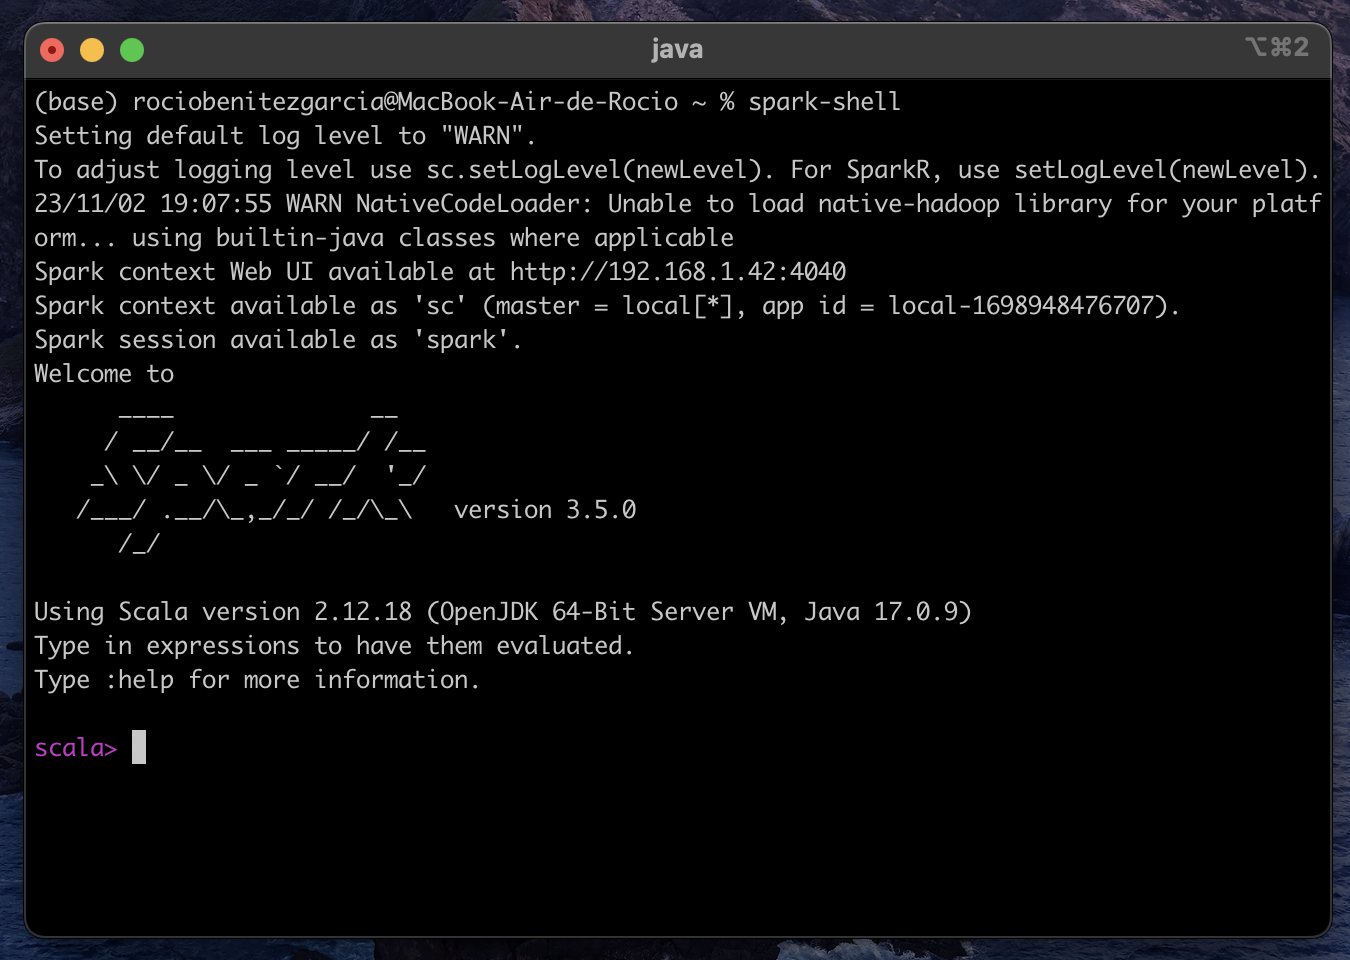 java
⌥⌘2
(base) rociobenitezgarcia@MacBook-Air-de-Rocio ~ % spark-shell
Setting default log level to "WARN".
To adjust logging level use sc.setLogLevel(newLevel). For SparkR, use setLogLevel(newLevel).
23/11/02 19:07:55 WARN NativeCodeLoader: Unable to load native-hadoop library for your platf
orm... using builtin-java classes where applicable
Spark context Web UI available at http://192.168.1.42:4040
Spark context available as 'sc' (master = local[*], app id = local-1698948476707).
Spark session available as 'spark'.
Welcome to
      ____              __
     / __/__  ___ _____/ /__
    _\ \/ _ \/ _ `/ __/  '_/
   /___/ .__/\_,_/_/ /_/\_\   version 3.5.0
      /_/
Using Scala version 2.12.18 (OpenJDK 64-Bit Server VM, Java 17.0.9)
Type in expressions to have them evaluated.
Type :help for more information.
scala>